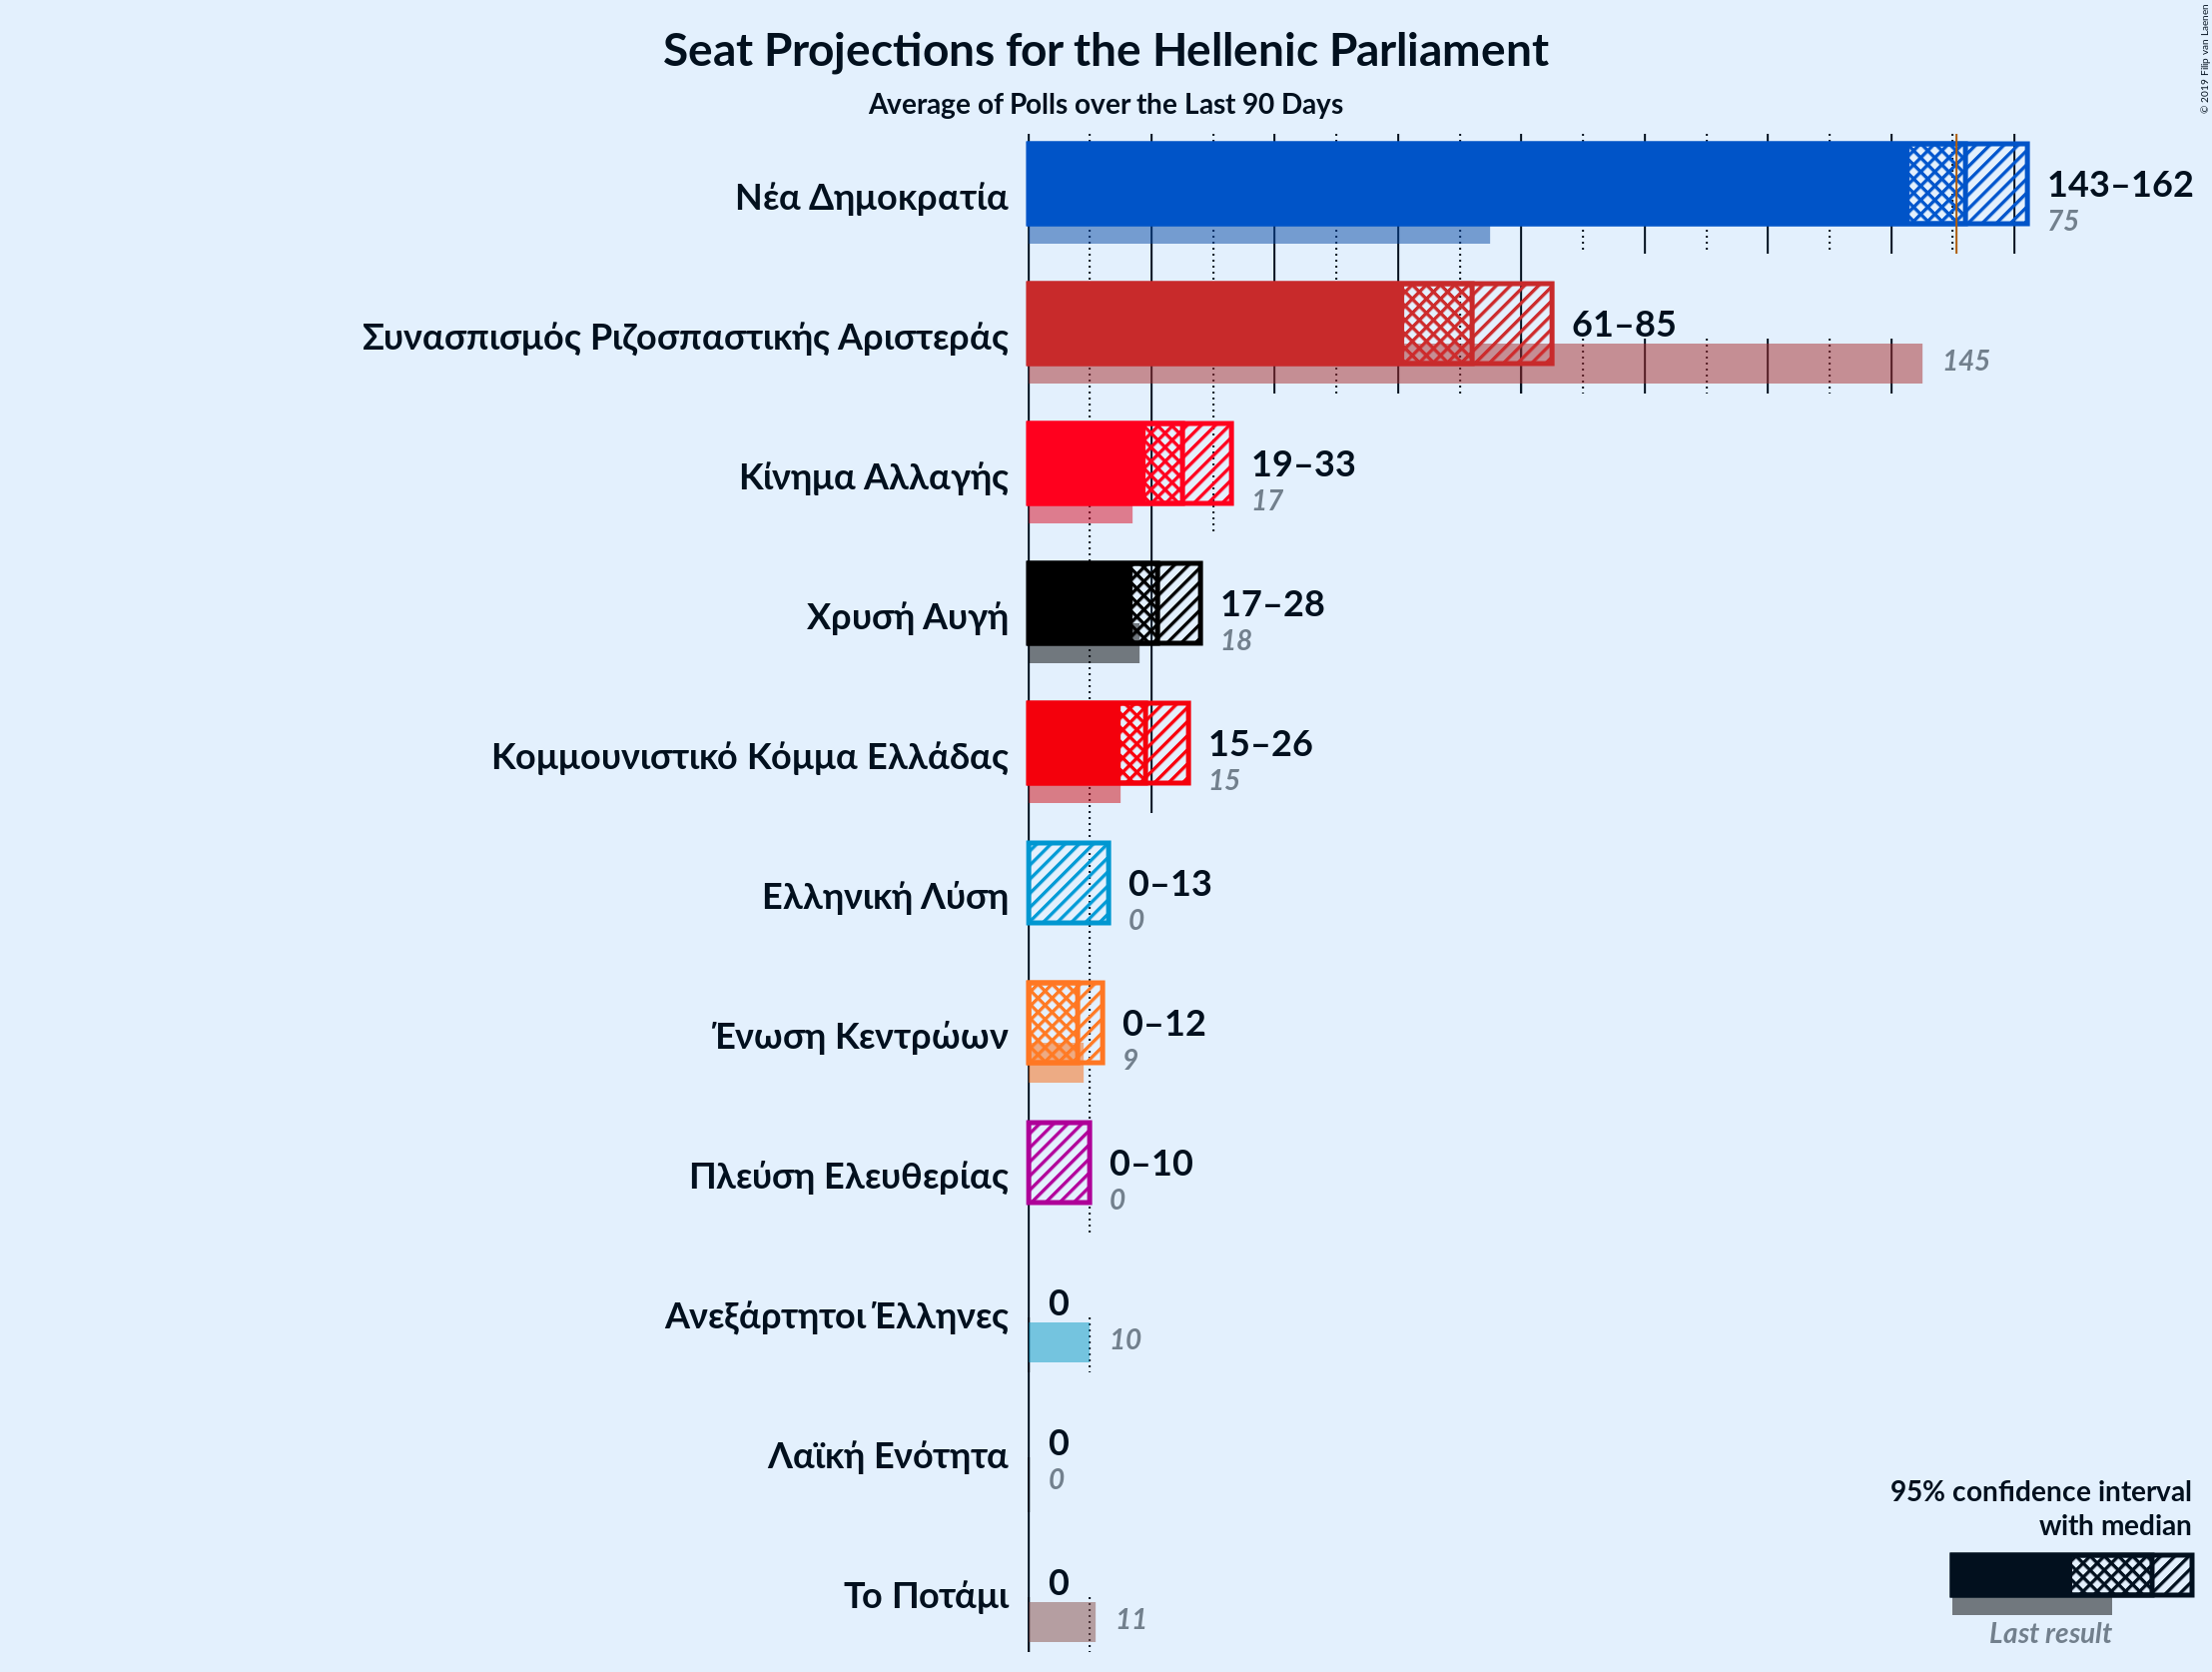 Seat Projections for the Hellenic Parliament
Average of Polls over the Last 90 Days
© 2019 Filip van Laenen
Νέα Δημοκρατία
143–162
75
Συνασπισμός Ριζοσπαστικής Αριστεράς
61–85
145
Κίνημα Αλλαγής
19–33
17
Χρυσή Αυγή
17–28
18
Κομμουνιστικό Κόμμα Ελλάδας
15–26
15
Ελληνική Λύση
0–13
0
Ένωση Κεντρώων
0–12
9
Πλεύση Ελευθερίας
0–10
0
Ανεξάρτητοι Έλληνες
0
10
Λαϊκή Ενότητα
0
0
Το Ποτάμι
0
11
95% confidence interval
with median
Last result